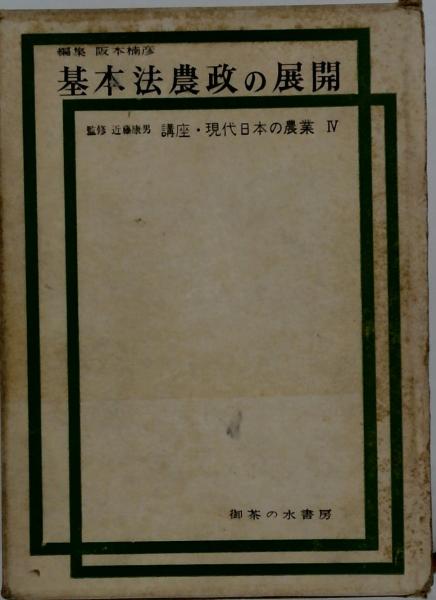 編集 阪本楠彦
基本法農政の展開
監修 近藤康男 講座・現代日本の農業 Ⅳ
御茶の水書房